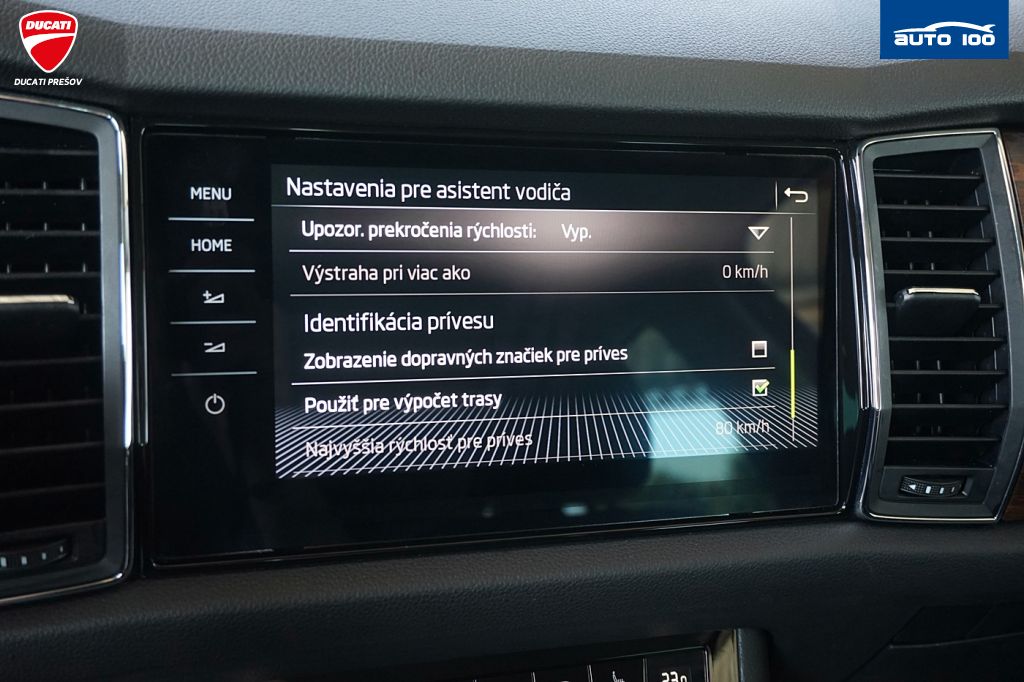 DUCATI
DUCATI PREŠOV
AUTO 100
MENU
HOME
Nastavenia pre asistent vodiča
Upozor. prekročenia rýchlosti: Vyp.
Výstraha pri viac ako 0 km/h
Identifikácia prívesu
Zobrazenie dopravných značiek pre príves
Použiť pre výpočet trasy
Najvyššia rýchlosť pre príves 80 km/h